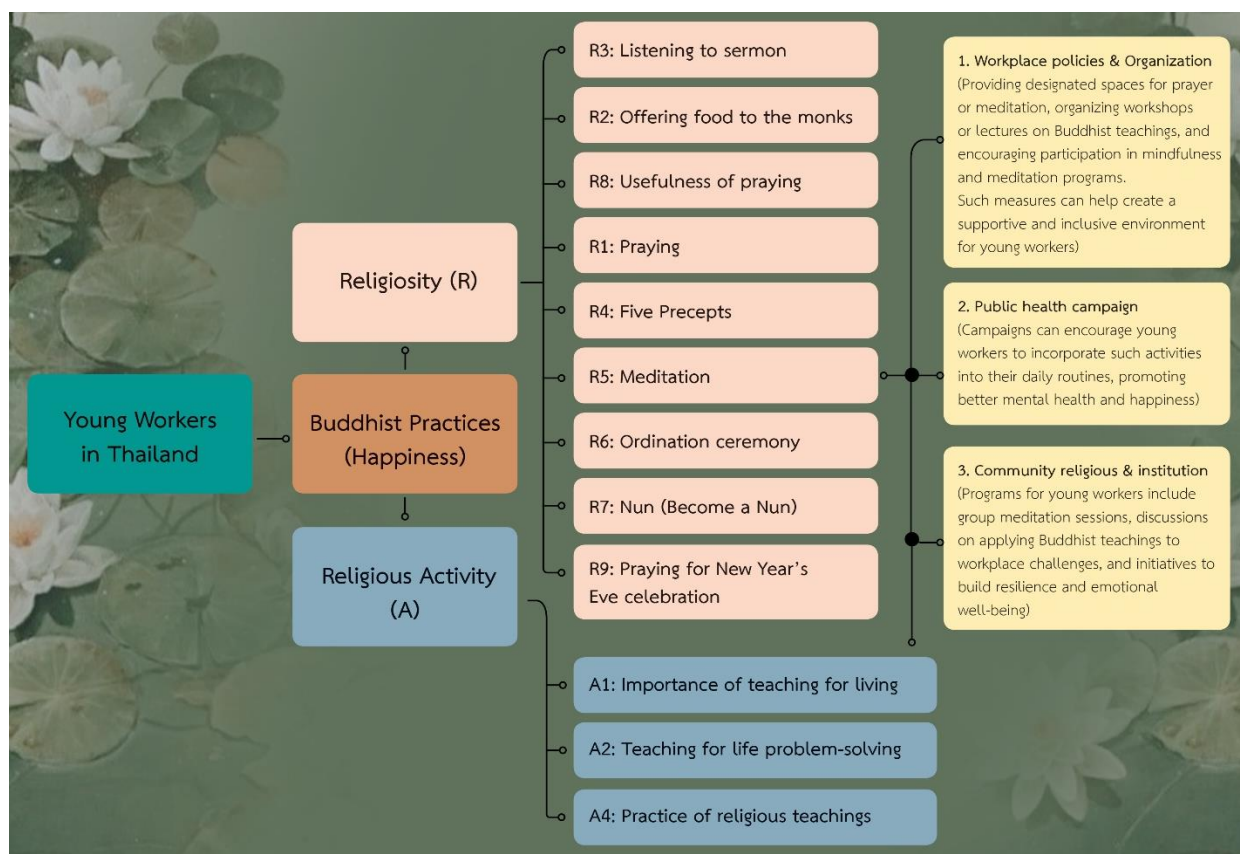 Young Workers
in Thailand
Buddhist Practices
(Happiness)
Religiosity (R)
Religious Activity
(A)
R3: Listening to sermon
R2: Offering food to the monks
R8: Usefulness of praying
R1: Praying
R4: Five Precepts
R5: Meditation
R6: Ordination ceremony
R7: Nun (Become a Nun)
R9: Praying for New Year's
Eve celebration
A1: Importance of teaching for living
A2: Teaching for life problem-solving
A4: Practice of religious teachings
1. Workplace policies & Organization
(Providing designated spaces for prayer
or meditation, organizing workshops
or lectures on Buddhist teachings, and
encouraging participation in mindfulness
and meditation programs.
Such measures can help create a
supportive and inclusive environment
for young workers)
2. Public health campaign
(Campaigns can encourage young
workers to incorporate such activities
into their daily routines, promoting
better mental health and happiness)
3. Community religious & institution
(Programs for young workers include
group meditation sessions, discussions
on applying Buddhist teachings to
workplace challenges, and initiatives to
build resilience and emotional
well-being)